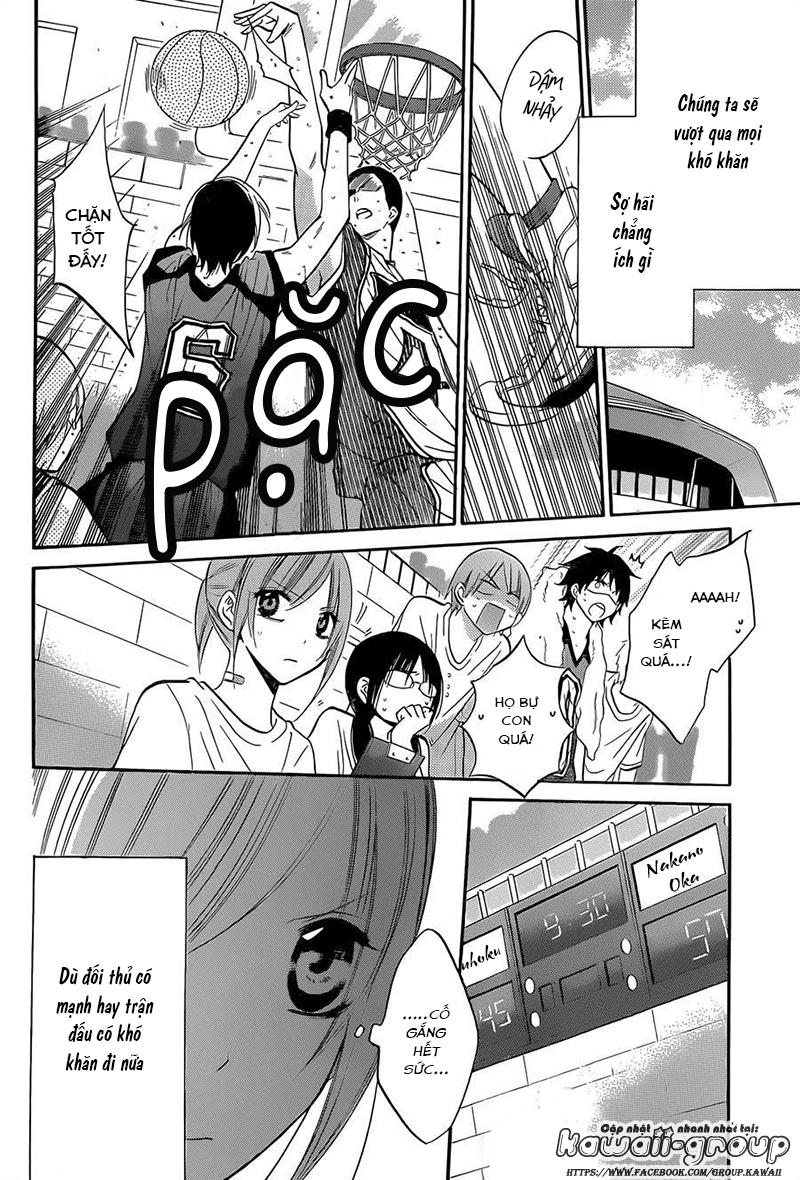 Chúng ta sẽ
vượt qua mọi
khó khăn
Sợ hãi
chẳng
ích gì
DẬM
NHẢY
CHẶN
TỐT
ĐẤY!
PẶC
6
AAAAH!
KÈM
SÁT
QUÁ...!
HỌ BỰ
CON
QUÁ!
Nakano
Oka
9:30
57
uhoku
45
.....CỐ
GẮNG
HẾT
SỨC...
Dù đối thủ có
mạnh hay trận
đấu có khó
khăn đi nữa
Cập nhật nhanh nhất tại:
kawaii-group
HTTPS://WWW.FACEBOOK.COM/GROUP.KAWAII